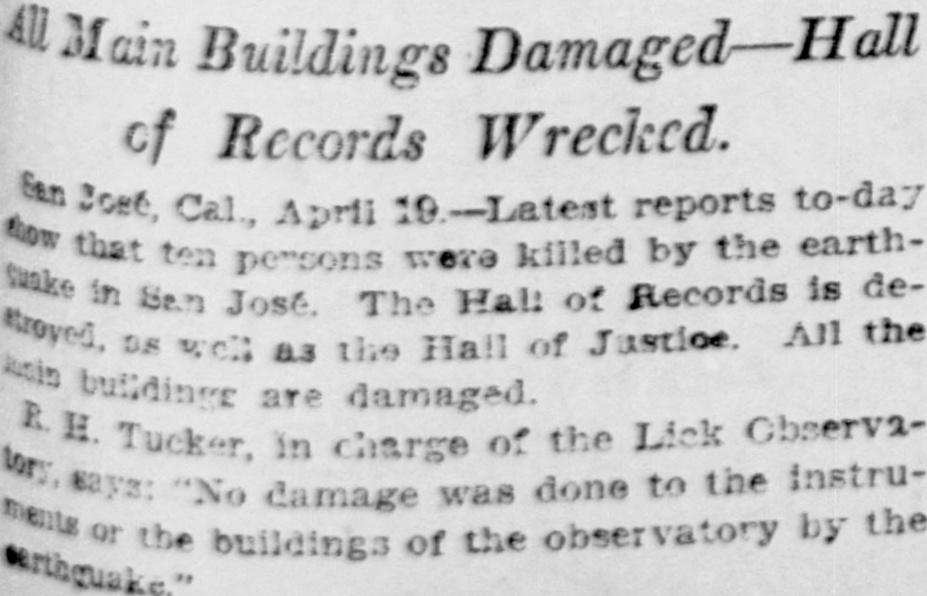 All Main Buildings Damaged—Hall
of Records Wrecked.
San José, Cal., April 19.—Latest reports to-day
show that ten persons were killed by the earth-
quake in San José. The Hall of Records is de-
stroyed, as well as the Hall of Justice. All the
main buildings are damaged.
R. H. Tucker, in charge of the Lick Observa-
tory, says: "No damage was done to the instru-
ments or the buildings of the observatory by the
earthquake."